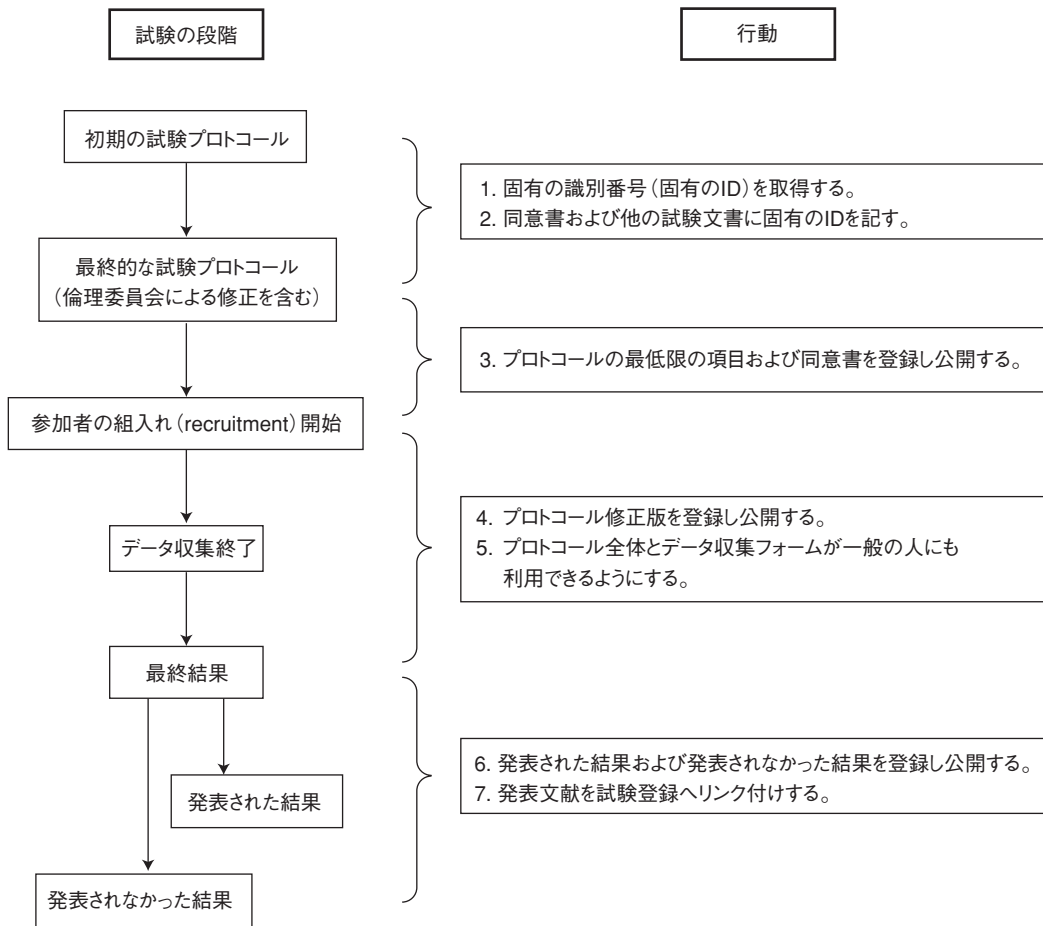 試験の段階
行動
初期の試験プロトコール
1. 固有の識別番号（固有のID）を取得する。
2. 同意書および他の試験文書に固有のIDを記す。
最終的な試験プロトコール
（倫理委員会による修正を含む）
3. プロトコールの最低限の項目および同意書を登録し公開する。
参加者の組入れ（recruitment）開始
4. プロトコール修正版を登録し公開する。
5. プロトコール全体とデータ収集フォームが一般の人にも
利用できるようにする。
データ収集終了
最終結果
6. 発表された結果および発表されなかった結果を登録し公開する。
7. 発表文献を試験登録へリンク付けする。
発表された結果
発表されなかった結果